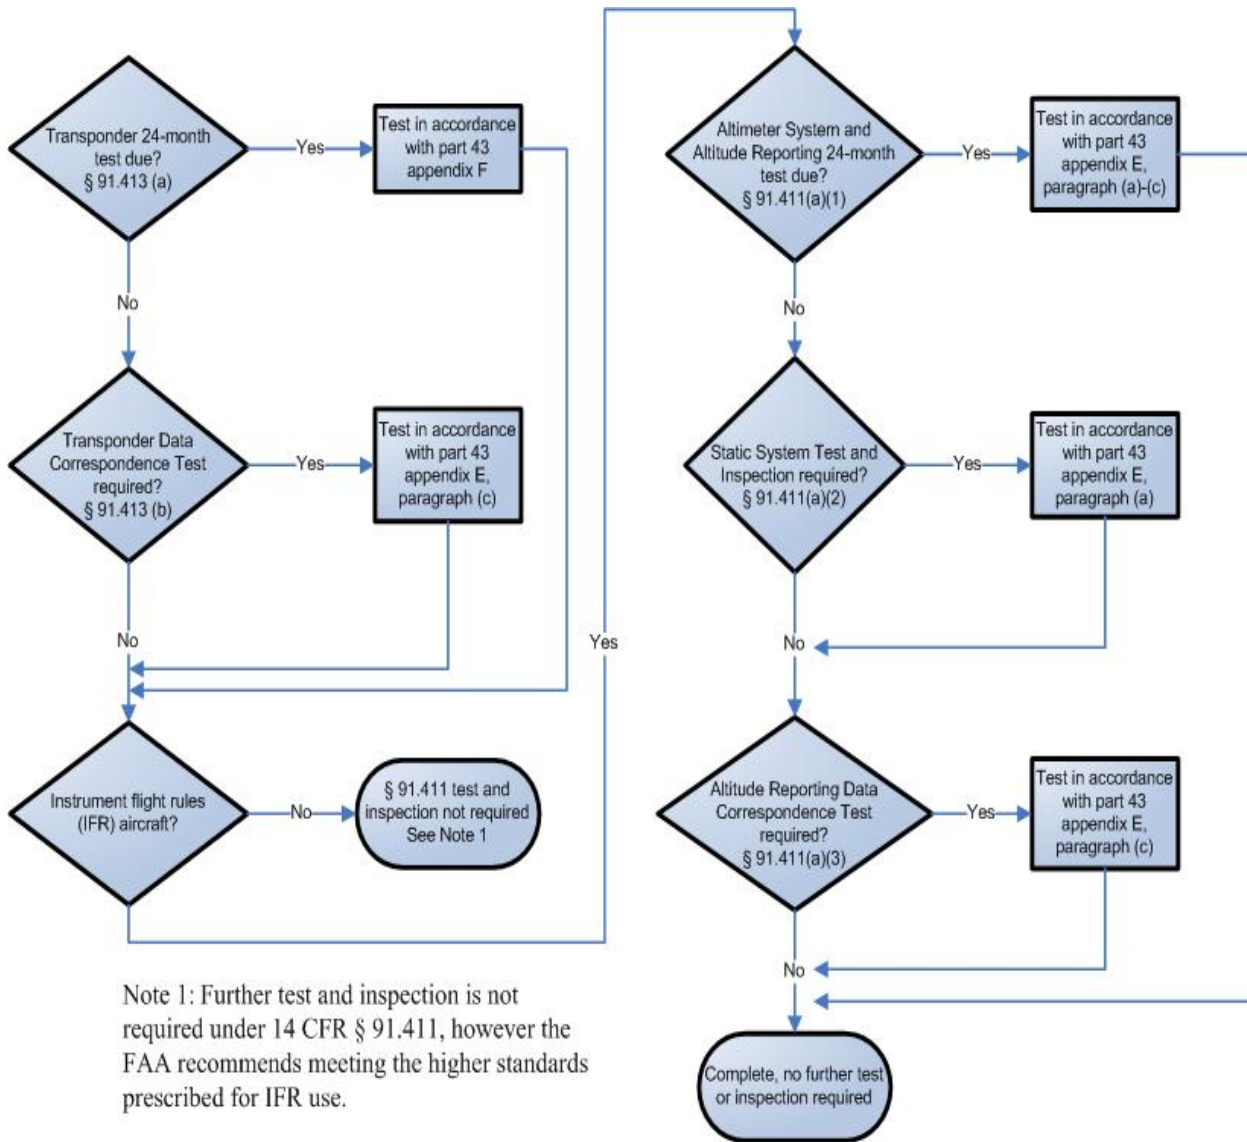 Transponder 24-month
test due?
§ 91.413 (a)
Yes
Test in accordance
with part 43
appendix F
No
Transponder Data
Correspondence Test
required?
§ 91.413 (b)
Yes
Test in accordance
with part 43
appendix E,
paragraph (c)
No
Instrument flight rules
(IFR) aircraft?
No
§ 91.411 test and
inspection not required
See Note 1
Yes
Altimeter System and
Altitude Reporting 24-month
test due?
§ 91.411(a)(1)
Yes
Test in accordance
with part 43
appendix E,
paragraph (a)-(c)
No
Static System Test and
Inspection required?
§ 91.411(a)(2)
Yes
Test in accordance
with part 43
appendix E,
paragraph (a)
No
Altitude Reporting Data
Correspondence Test
required?
§ 91.411(a)(3)
Yes
Test in accordance
with part 43
appendix E,
paragraph (c)
No
Complete, no further test
or inspection required
Note 1: Further test and inspection is not
required under 14 CFR § 91.411, however the
FAA recommends meeting the higher standards
prescribed for IFR use.